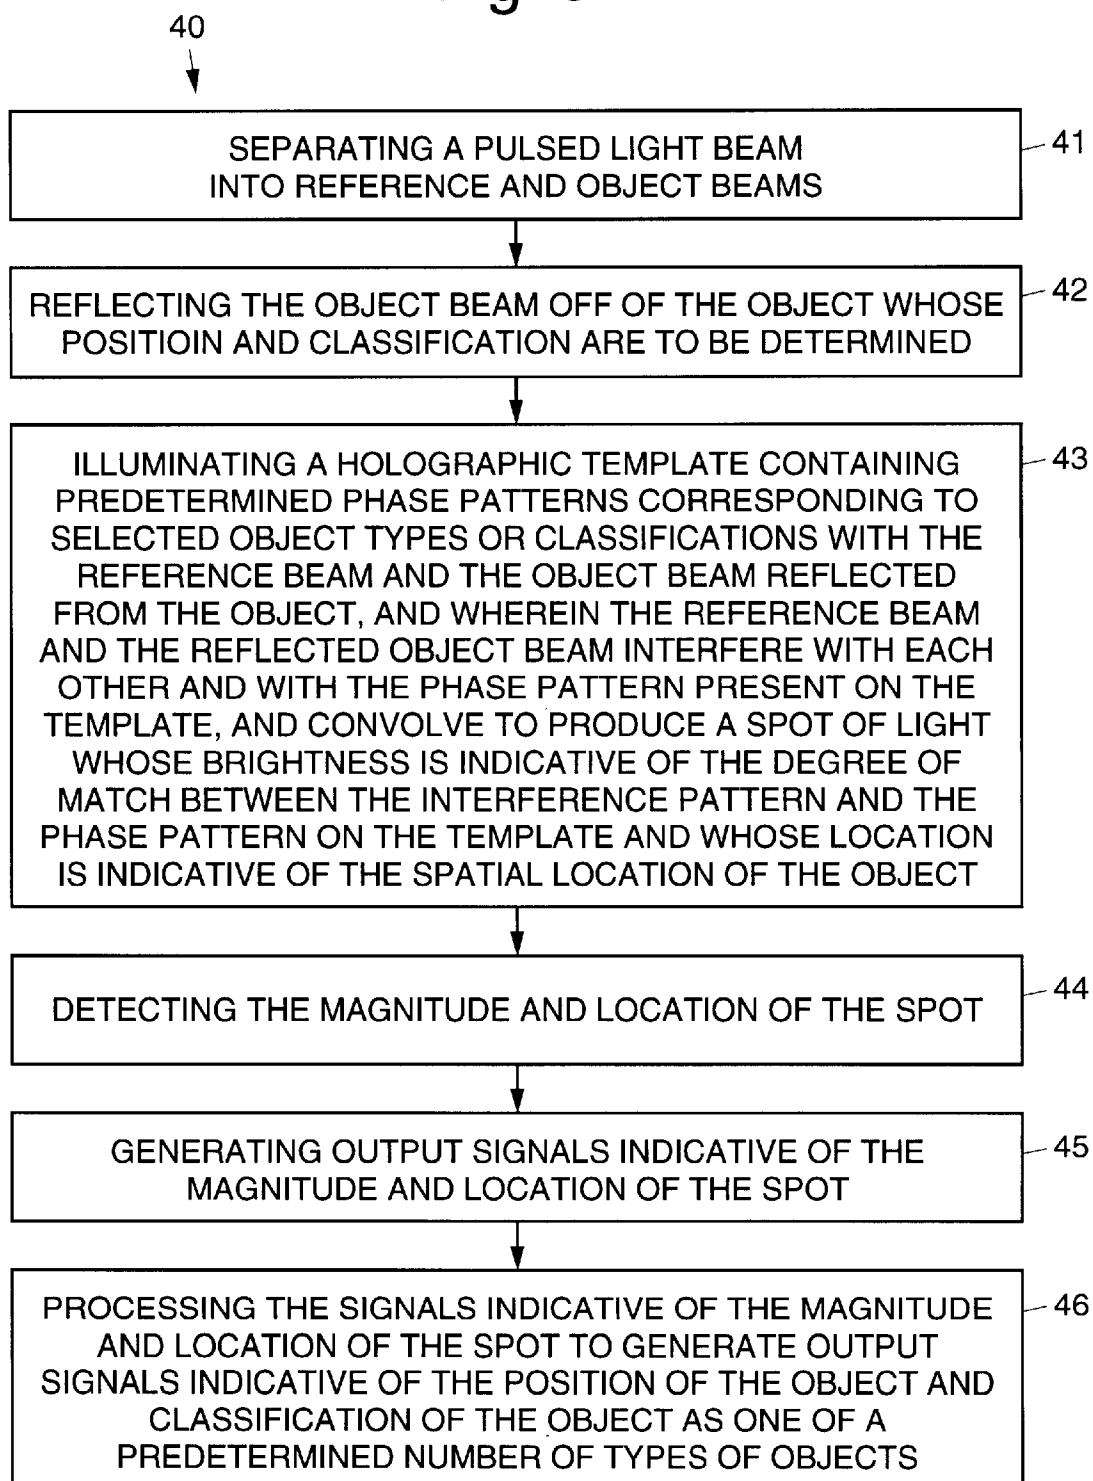 40
SEPARATING A PULSED LIGHT BEAM
INTO REFERENCE AND OBJECT BEAMS
41
REFLECTING THE OBJECT BEAM OFF OF THE OBJECT WHOSE
POSITIOIN AND CLASSIFICATION ARE TO BE DETERMINED
42
ILLUMINATING A HOLOGRAPHIC TEMPLATE CONTAINING
PREDETERMINED PHASE PATTERNS CORRESPONDING TO
SELECTED OBJECT TYPES OR CLASSIFICATIONS WITH THE
REFERENCE BEAM AND THE OBJECT BEAM REFLECTED
FROM THE OBJECT, AND WHEREIN THE REFERENCE BEAM
AND THE REFLECTED OBJECT BEAM INTERFERE WITH EACH
OTHER AND WITH THE PHASE PATTERN PRESENT ON THE
TEMPLATE, AND CONVOLVE TO PRODUCE A SPOT OF LIGHT
WHOSE BRIGHTNESS IS INDICATIVE OF THE DEGREE OF
MATCH BETWEEN THE INTERFERENCE PATTERN AND THE
PHASE PATTERN ON THE TEMPLATE AND WHOSE LOCATION
IS INDICATIVE OF THE SPATIAL LOCATION OF THE OBJECT
43
DETECTING THE MAGNITUDE AND LOCATION OF THE SPOT
44
GENERATING OUTPUT SIGNALS INDICATIVE OF THE
MAGNITUDE AND LOCATION OF THE SPOT
45
PROCESSING THE SIGNALS INDICATIVE OF THE MAGNITUDE
AND LOCATION OF THE SPOT TO GENERATE OUTPUT
SIGNALS INDICATIVE OF THE POSITION OF THE OBJECT AND
CLASSIFICATION OF THE OBJECT AS ONE OF A
PREDETERMINED NUMBER OF TYPES OF OBJECTS
46